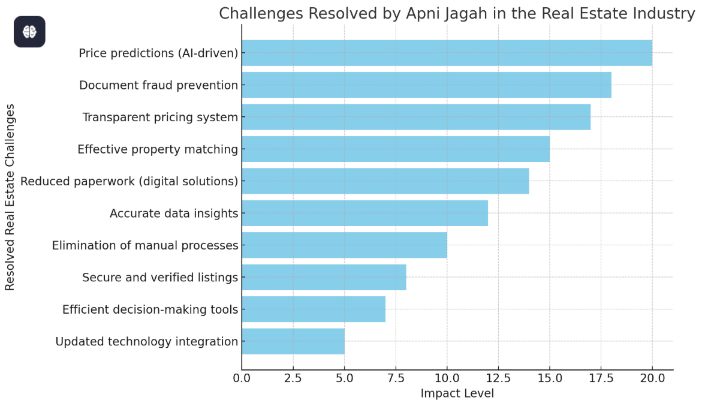 Challenges Resolved by Apni Jagah in the Real Estate Industry
Resolved Real Estate Challenges
Price predictions (AI-driven)
Document fraud prevention
Transparent pricing system
Effective property matching
Reduced paperwork (digital solutions)
Accurate data insights
Elimination of manual processes
Secure and verified listings
Efficient decision-making tools
Updated technology integration
0.0 2.5 5.0 7.5 10.0 12.5 15.0 17.5 20.0
Impact Level